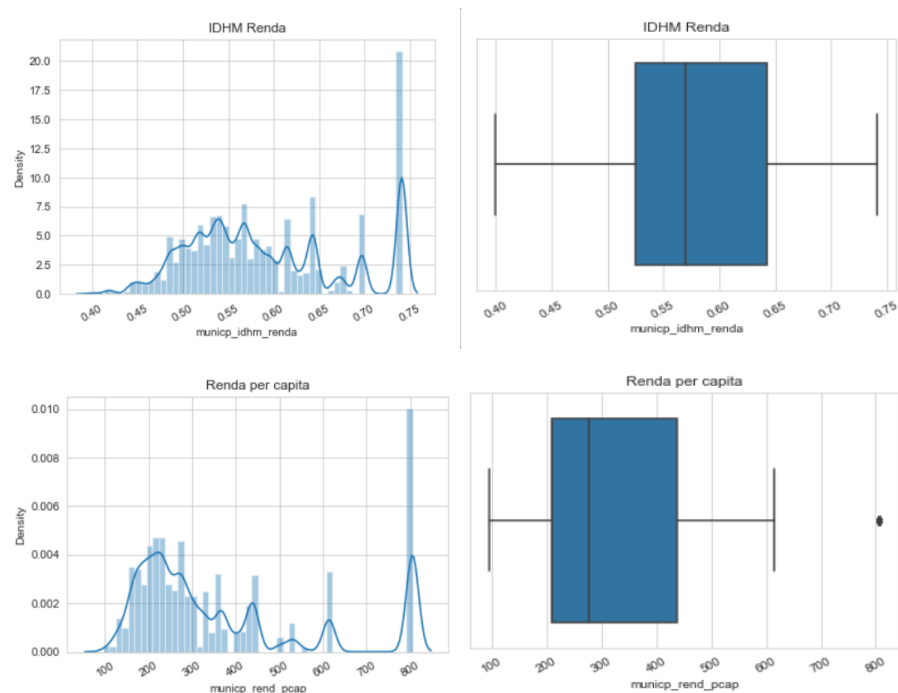 IDHM Renda
20.0
17.5
15.0
12.5
10.0
7.5
5.0
2.5
0.0
Density
0.40 0.45 0.50 0.55 0.60 0.65 0.70 0.75
municp_idhm_renda
IDHM Renda
0.40 0.45 0.50 0.55 0.60 0.65 0.70 0.75
municp_idhm_renda
Renda per capita
0.010
0.008
0.006
0.004
0.002
0.000
Density
100 200 300 400 500 600 700 800
municp_rend_pcap
Renda per capita
100 200 300 400 500 600 700 800
municp_rend_pcap